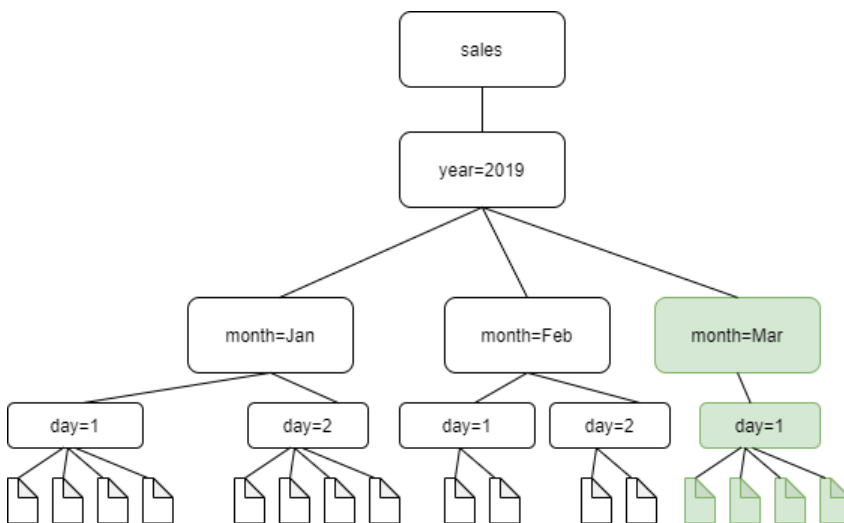 sales
year=2019
month=Jan
month=Feb
month=Mar
day=1
day=2
day=1
day=2
day=1